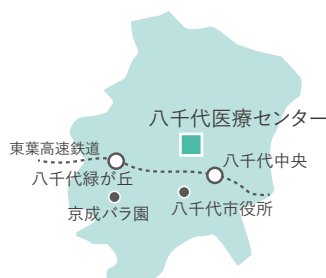 八千代医療センター
東葉高速鉄道
八千代中央
八千代緑が丘
京成バラ園
八千代市役所